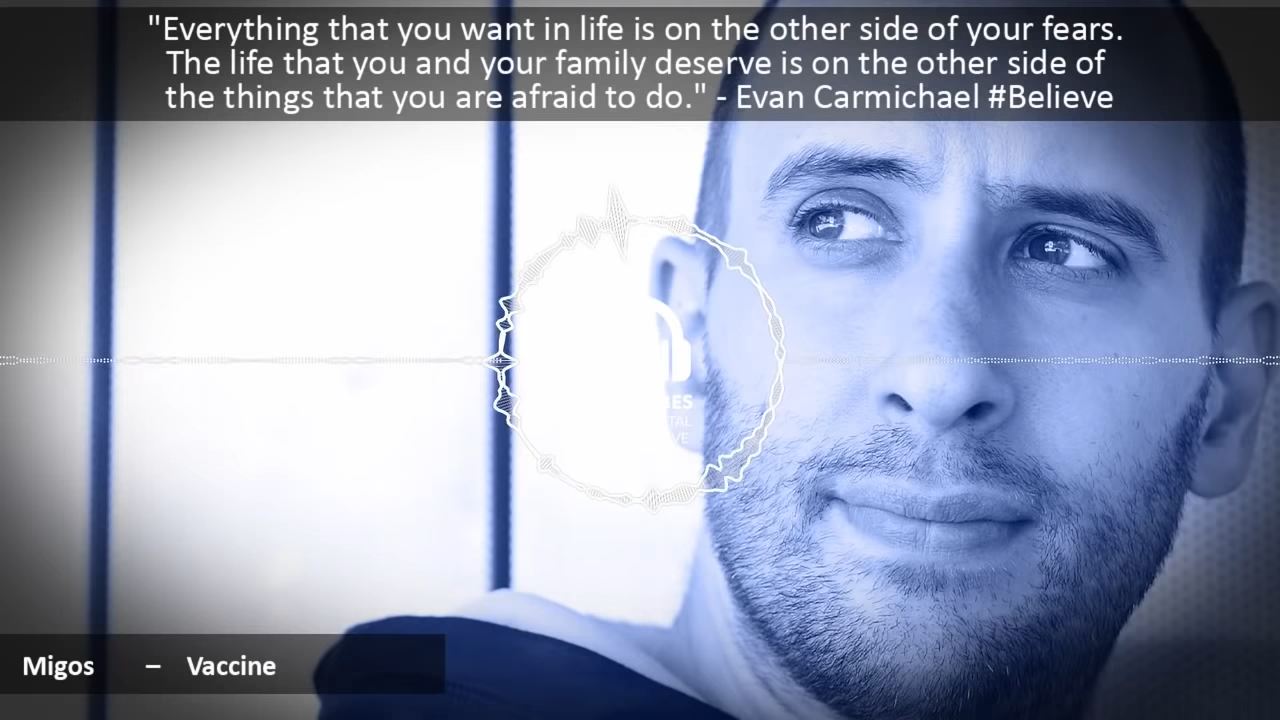 "Everything that you want in life is on the other side of your fears.
The life that you and your family deserve is on the other side of
the things that you are afraid to do." - Evan Carmichael #Believe
Migos – Vaccine